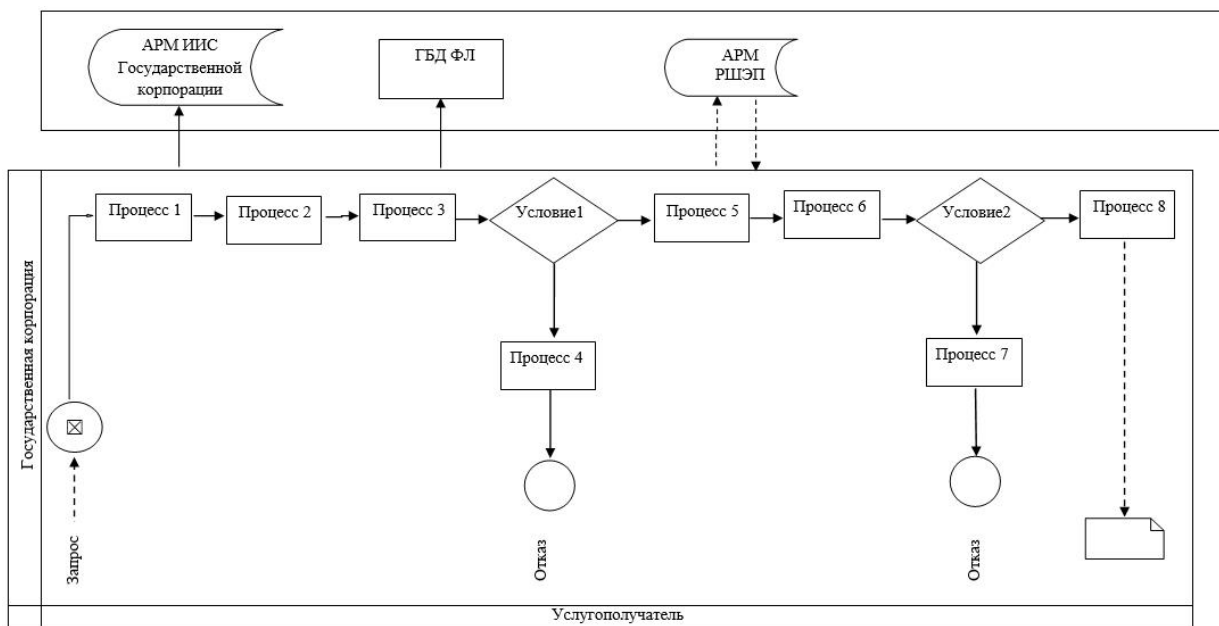 АРМ ИИС
Государственной
корпорации
ГБД ФЛ
АРМ
РШЭП
Государственная корпорация
Процесс 1
Процесс 2
Процесс 3
Условие1
Процесс 5
Процесс 6
Условие2
Процесс 8
Процесс 4
Процесс 7
Запрос
Отказ
Отказ
Услугополучатель